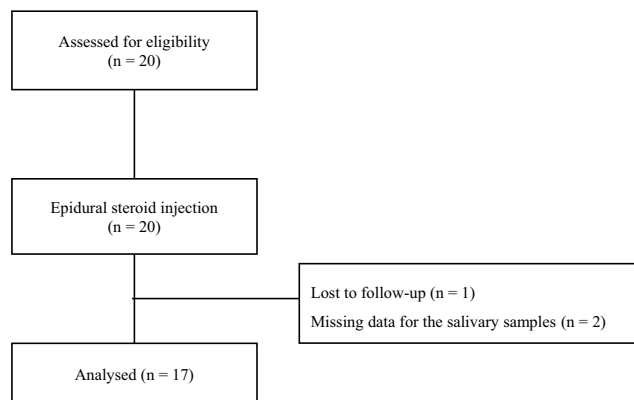 Assessed for eligibility
(n = 20)
Epidural steroid injection
(n = 20)
Lost to follow-up (n = 1)
Missing data for the salivary samples (n = 2)
Analysed (n = 17)